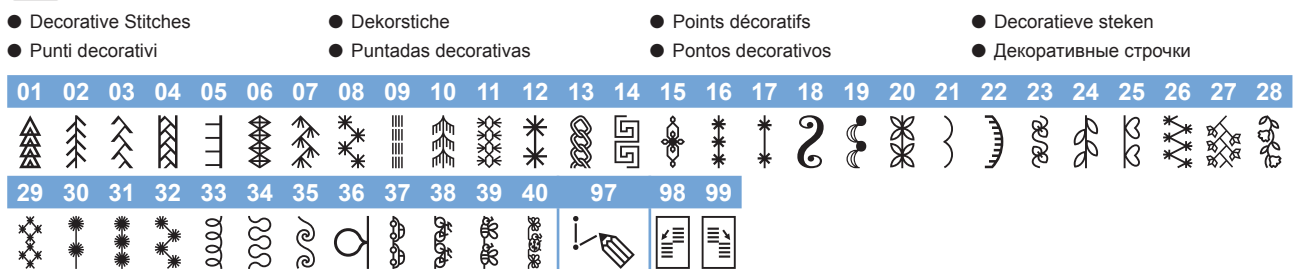 ● Decorative Stitches ● Dekorstiche ● Points décoratifs ● Decoratieve steken
● Punti decorativi ● Puntadas decorativas ● Pontos decorativos ● Декоративные строчки
01 02 03 04 05 06 07 08 09 10 11 12 13 14 15 16 17 18 19 20 21 22 23 24 25 26 27 28
29 30 31 32 33 34 35 36 37 38 39 40 97 98 99